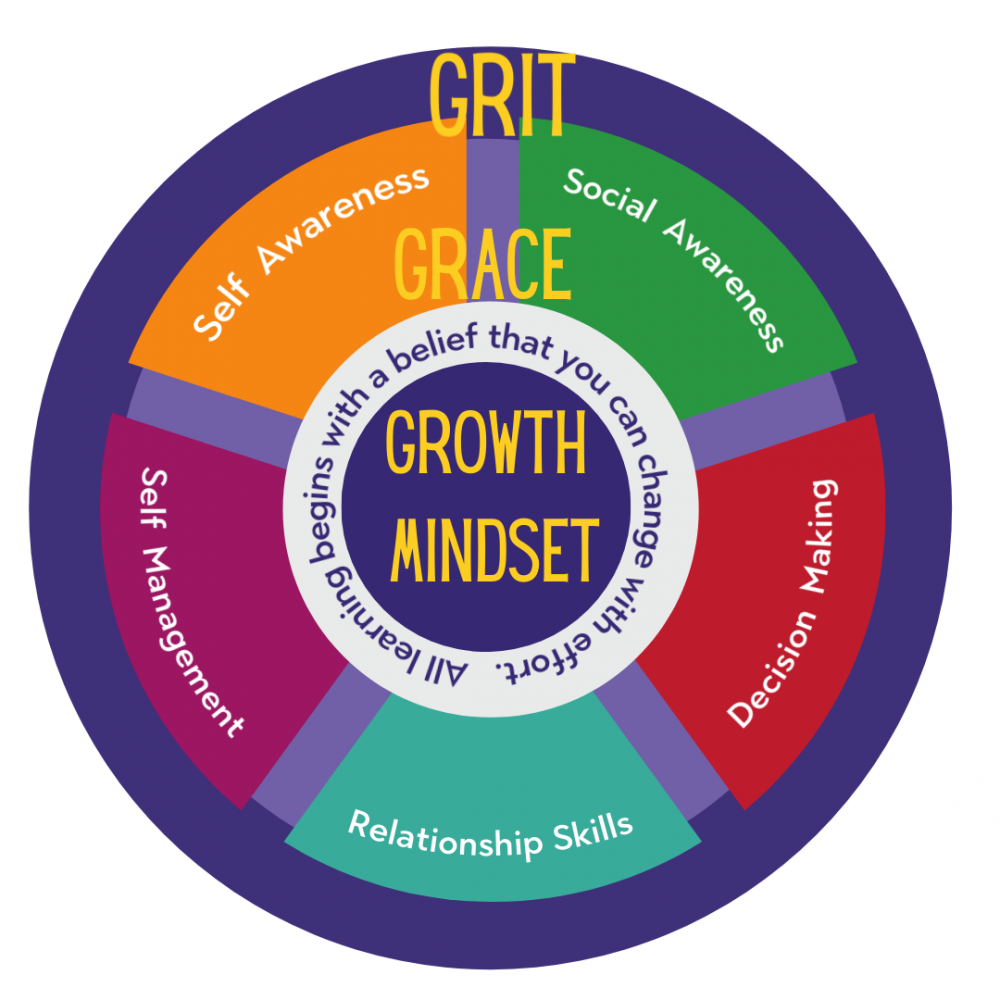 GRIT
Self Awareness
Social Awareness
GRACE
All learning begins with a belief that you can change with effort.
GROWTH
MINDSET
Self Management
Decision Making
Relationship Skills